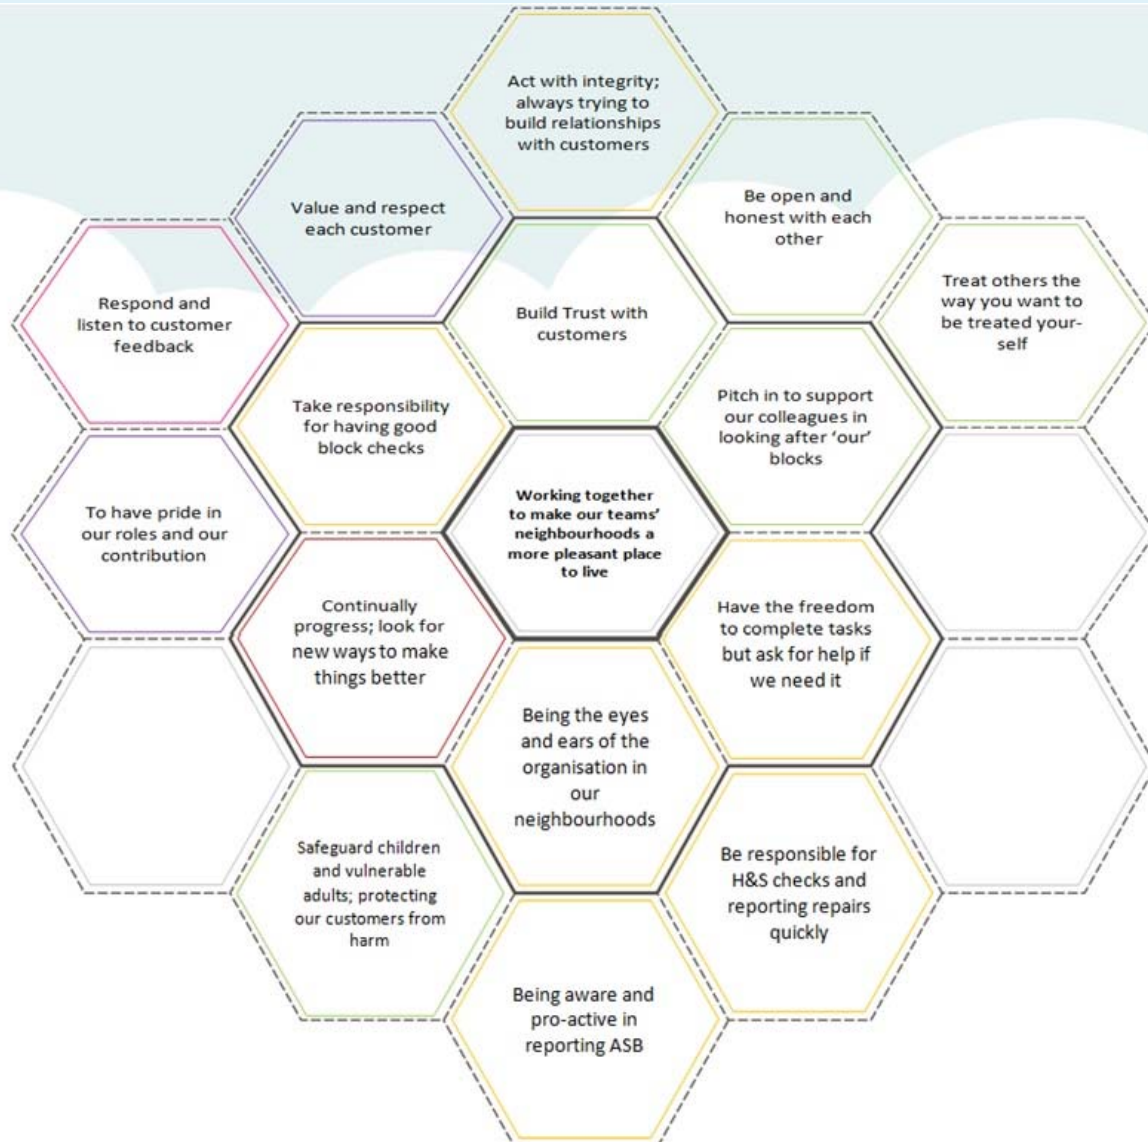 Act with integrity;
always trying to
build relationships
with customers
Value and respect
each customer
Be open and
honest with each
other
Respond and
listen to customer
feedback
Build Trust with
customers
Treat others the
way you want to
be treated your-
self
Take responsibility
for having good
block checks
Pitch in to support
our colleagues in
looking after ‘our’
blocks
To have pride in
our roles and our
contribution
Working together
to make our teams’
neighbourhoods a
more pleasant place
to live
Continually
progress; look for
new ways to make
things better
Have the freedom
to complete tasks
but ask for help if
we need it
Being the eyes
and ears of the
organisation in
our
neighbourhoods
Safeguard children
and vulnerable
adults; protecting
our customers from
harm
Be responsible for
H&S checks and
reporting repairs
quickly
Being aware and
pro-active in
reporting ASB